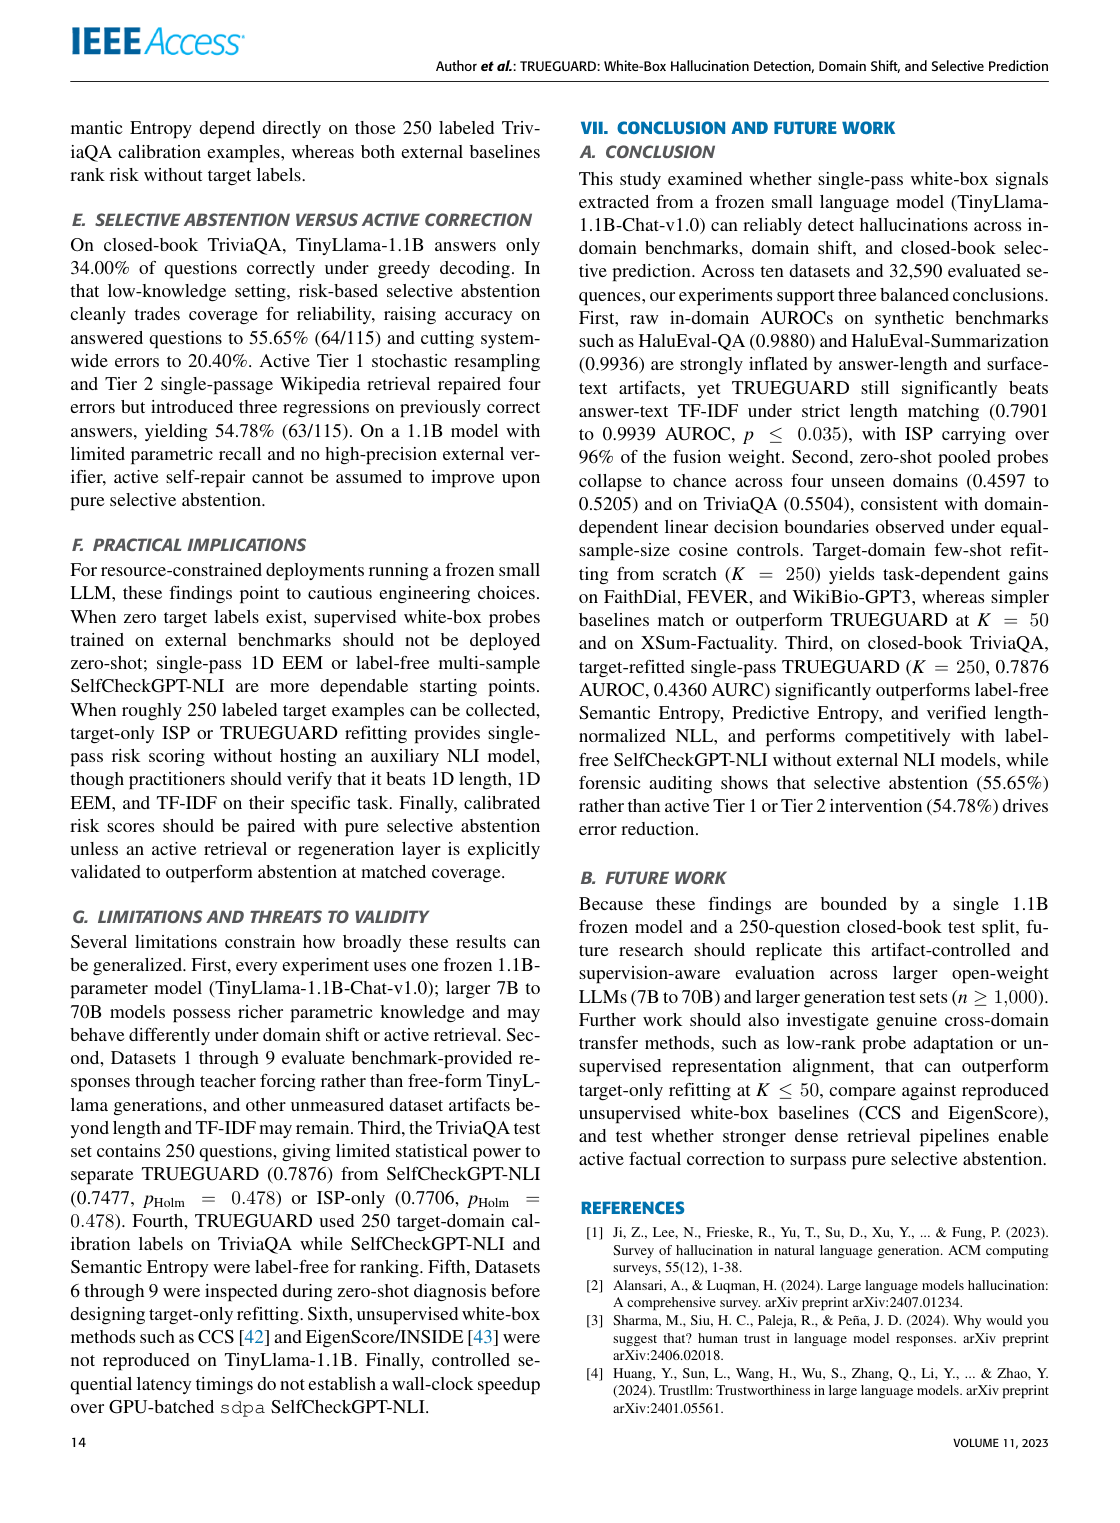 IEEE Access
Author et al.: TRUEGUARD: White-Box Hallucination Detection, Domain Shift, and Selective Prediction
mantic Entropy depend directly on those 250 labeled Triv-
iaQA calibration examples, whereas both external baselines
rank risk without target labels.
E. SELECTIVE ABSTENTION VERSUS ACTIVE CORRECTION
On closed-book TriviaQA, TinyLlama-1.1B answers only
34.00% of questions correctly under greedy decoding. In
that low-knowledge setting, risk-based selective abstention
cleanly trades coverage for reliability, raising accuracy on
answered questions to 55.65% (64/115) and cutting system-
wide errors to 20.40%. Active Tier 1 stochastic resampling
and Tier 2 single-passage Wikipedia retrieval repaired four
errors but introduced three regressions on previously correct
answers, yielding 54.78% (63/115). On a 1.1B model with
limited parametric recall and no high-precision external ver-
ifier, active self-repair cannot be assumed to improve upon
pure selective abstention.
F. PRACTICAL IMPLICATIONS
For resource-constrained deployments running a frozen small
LLM, these findings point to cautious engineering choices.
When zero target labels exist, supervised white-box probes
trained on external benchmarks should not be deployed
zero-shot; single-pass 1D EEM or label-free multi-sample
SelfCheckGPT-NLI are more dependable starting points.
When roughly 250 labeled target examples can be collected,
target-only ISP or TRUEGUARD refitting provides single-
pass risk scoring without hosting an auxiliary NLI model,
though practitioners should verify that it beats 1D length, 1D
EEM, and TF-IDF on their specific task. Finally, calibrated
risk scores should be paired with pure selective abstention
unless an active retrieval or regeneration layer is explicitly
validated to outperform abstention at matched coverage.
G. LIMITATIONS AND THREATS TO VALIDITY
Several limitations constrain how broadly these results can
be generalized. First, every experiment uses one frozen 1.1B-
parameter model (TinyLlama-1.1B-Chat-v1.0); larger 7B to
70B models possess richer parametric knowledge and may
behave differently under domain shift or active retrieval. Sec-
ond, Datasets 1 through 9 evaluate benchmark-provided re-
sponses through teacher forcing rather than free-form TinyL-
lama generations, and other unmeasured dataset artifacts be-
yond length and TF-IDF may remain. Third, the TriviaQA test
set contains 250 questions, giving limited statistical power to
separate TRUEGUARD (0.7876) from SelfCheckGPT-NLI
(0.7477, pHolm = 0.478) or ISP-only (0.7706, pHolm =
0.478). Fourth, TRUEGUARD used 250 target-domain cal-
ibration labels on TriviaQA while SelfCheckGPT-NLI and
Semantic Entropy were label-free for ranking. Fifth, Datasets
6 through 9 were inspected during zero-shot diagnosis before
designing target-only refitting. Sixth, unsupervised white-box
methods such as CCS [42] and EigenScore/INSIDE [43] were
not reproduced on TinyLlama-1.1B. Finally, controlled se-
quential latency timings do not establish a wall-clock speedup
over GPU-batched sdpa SelfCheckGPT-NLI.
VII. CONCLUSION AND FUTURE WORK
A. CONCLUSION
This study examined whether single-pass white-box signals
extracted from a frozen small language model (TinyLlama-
1.1B-Chat-v1.0) can reliably detect hallucinations across in-
domain benchmarks, domain shift, and closed-book selec-
tive prediction. Across ten datasets and 32,590 evaluated se-
quences, our experiments support three balanced conclusions.
First, raw in-domain AUROCs on synthetic benchmarks
such as HaluEval-QA (0.9880) and HaluEval-Summarization
(0.9936) are strongly inflated by answer-length and surface-
text artifacts, yet TRUEGUARD still significantly beats
answer-text TF-IDF under strict length matching (0.7901
to 0.9939 AUROC, p ≤ 0.035), with ISP carrying over
96% of the fusion weight. Second, zero-shot pooled probes
collapse to chance across four unseen domains (0.4597 to
0.5205) and on TriviaQA (0.5504), consistent with domain-
dependent linear decision boundaries observed under equal-
sample-size cosine controls. Target-domain few-shot refit-
ting from scratch (K = 250) yields task-dependent gains
on FaithDial, FEVER, and WikiBio-GPT3, whereas simpler
baselines match or outperform TRUEGUARD at K = 50
and on XSum-Factuality. Third, on closed-book TriviaQA,
target-refitted single-pass TRUEGUARD (K = 250, 0.7876
AUROC, 0.4360 AURC) significantly outperforms label-free
Semantic Entropy, Predictive Entropy, and verified length-
normalized NLL, and performs competitively with label-
free SelfCheckGPT-NLI without external NLI models, while
forensic auditing shows that selective abstention (55.65%)
rather than active Tier 1 or Tier 2 intervention (54.78%) drives
error reduction.
B. FUTURE WORK
Because these findings are bounded by a single 1.1B
frozen model and a 250-question closed-book test split, fu-
ture research should replicate this artifact-controlled and
supervision-aware evaluation across larger open-weight
LLMs (7B to 70B) and larger generation test sets (n ≥ 1,000).
Further work should also investigate genuine cross-domain
transfer methods, such as low-rank probe adaptation or un-
supervised representation alignment, that can outperform
target-only refitting at K ≤ 50, compare against reproduced
unsupervised white-box baselines (CCS and EigenScore),
and test whether stronger dense retrieval pipelines enable
active factual correction to surpass pure selective abstention.
REFERENCES
[1] Ji, Z., Lee, N., Frieske, R., Yu, T., Su, D., Xu, Y., ... & Fung, P. (2023).
Survey of hallucination in natural language generation. ACM computing
surveys, 55(12), 1-38.
[2] Alansari, A., & Luqman, H. (2024). Large language models hallucination:
A comprehensive survey. arXiv preprint arXiv:2407.01234.
[3] Sharma, M., Siu, H. C., Paleja, R., & Peña, J. D. (2024). Why would you
suggest that? human trust in language model responses. arXiv preprint
arXiv:2406.02018.
[4] Huang, Y., Sun, L., Wang, H., Wu, S., Zhang, Q., Li, Y., ... & Zhao, Y.
(2024). Trustllm: Trustworthiness in large language models. arXiv preprint
arXiv:2401.05561.
14
VOLUME 11, 2023